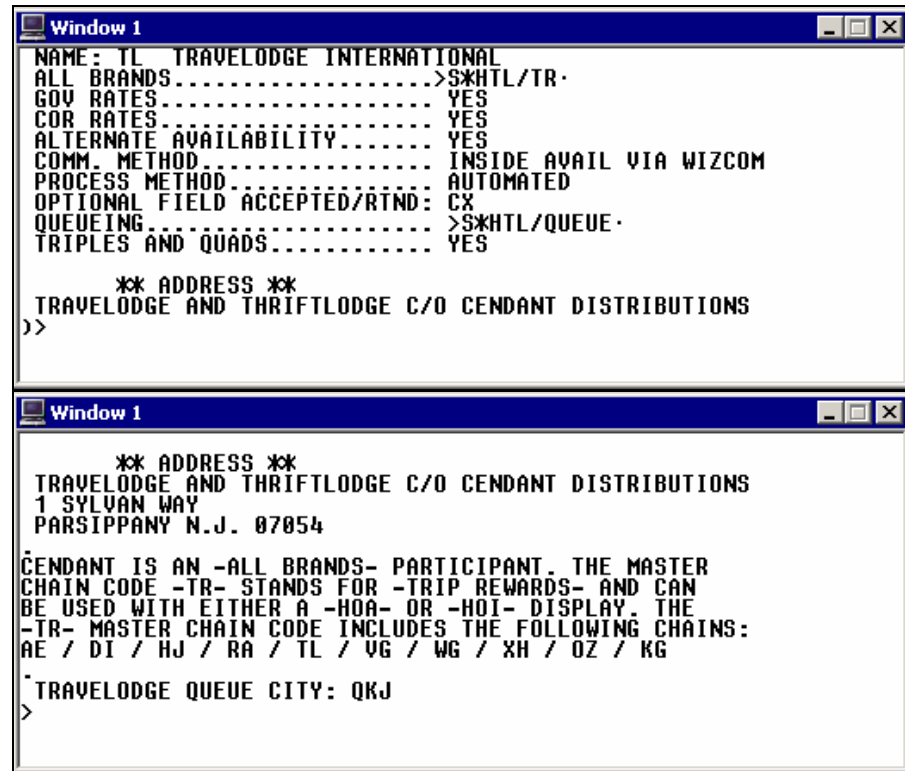 Window 1
NAME: TL  TRAVELODGE INTERNATIONAL
ALL BRANDS....................>S*HTL/TR·
GOV RATES..................... YES
COR RATES..................... YES
ALTERNATE AVAILABILITY....... YES
COMM. METHOD................. INSIDE AVAIL VIA WIZCOM
PROCESS METHOD............... AUTOMATED
OPTIONAL FIELD ACCEPTED/RTND: CX
QUEUEING...................... >S*HTL/QUEUE·
TRIPLES AND QUADS............ YES
** ADDRESS **
TRAVELODGE AND THRIFTLODGE C/O CENDANT DISTRIBUTIONS
)>
Window 1
** ADDRESS **
TRAVELODGE AND THRIFTLODGE C/O CENDANT DISTRIBUTIONS
1 SYLVAN WAY
PARSIPPANY N.J. 07054
.
CENDANT IS AN -ALL BRANDS- PARTICIPANT. THE MASTER
CHAIN CODE -TR- STANDS FOR -TRIP REWARDS- AND CAN
BE USED WITH EITHER A -HOA- OR -HOI- DISPLAY. THE
-TR- MASTER CHAIN CODE INCLUDES THE FOLLOWING CHAINS:
AE / DI / HJ / RA / TL / VG / WG / XH / OZ / KG
.
TRAVELODGE QUEUE CITY: QKJ
>